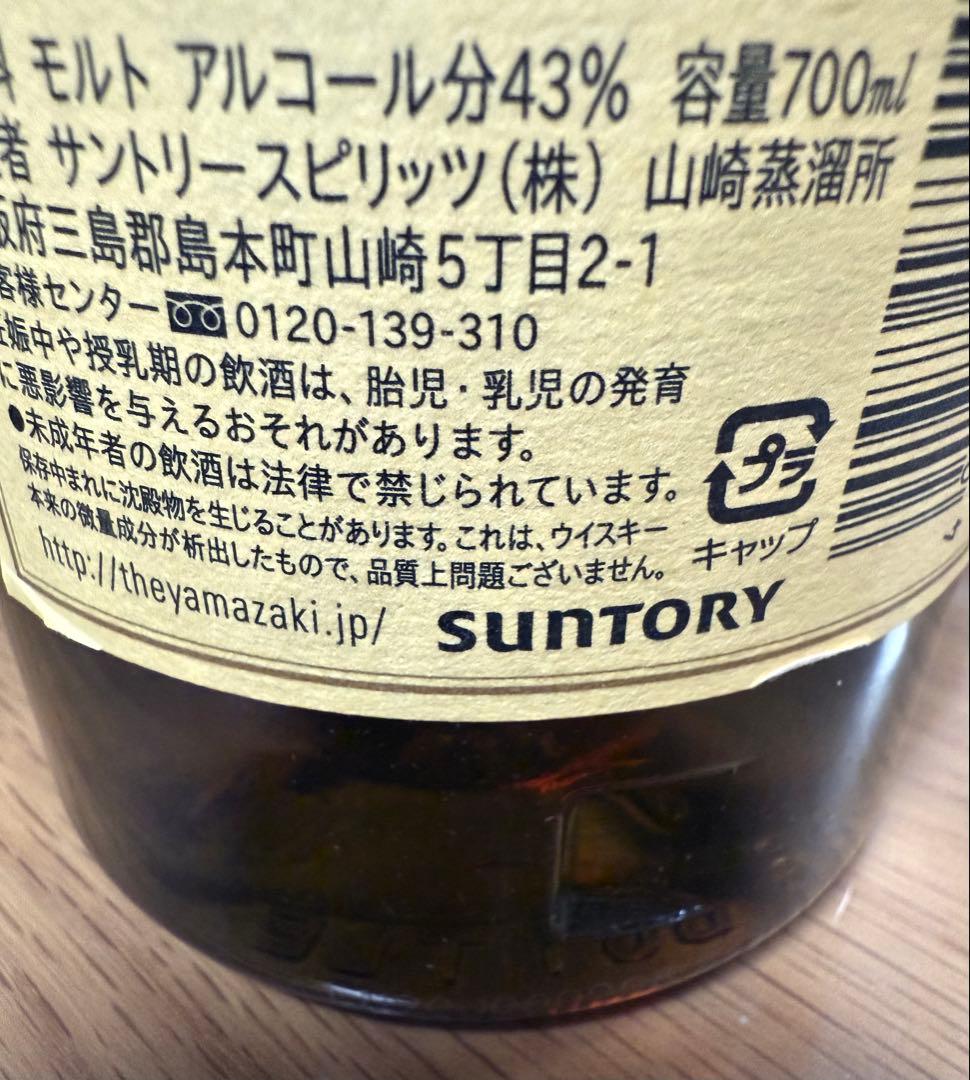 モルト アルコール分43% 容量700ml
者 サントリースピリッツ(株) 山崎蒸溜所
府三島郡島本町山崎5丁目2-1
客様センター 0120-139-310
妊娠中や授乳期の飲酒は、胎児・乳児の発育
に悪影響を与えるおそれがあります。
●未成年者の飲酒は法律で禁じられています。
保存中まれに沈殿物を生じることがあります。これは、ウイスキー
本来の微量成分が析出したもので、品質上問題ございません。
プラ
キャップ
http://theyamazaki.jp/
SUNTORY